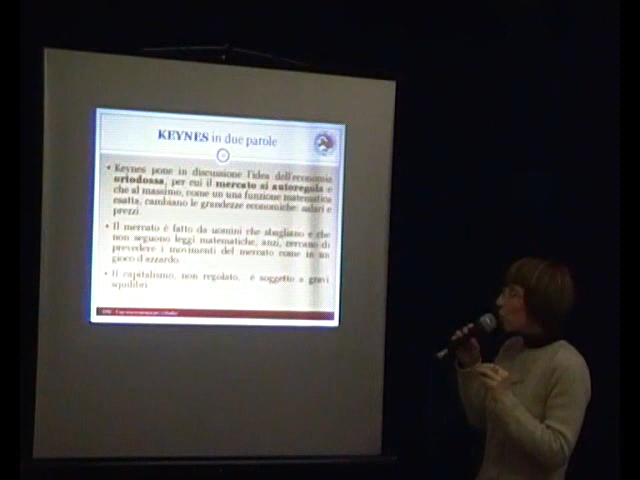 KEYNES in due parole
• Keynes pone in discussione l'idea dell'economia
ortodossa, per cui il mercato si autoregola e
che al massimo, come un una funzione matematica
esatta, cambiano le grandezze economiche: salari e
prezzi.
• Il mercato è fatto da uomini che sbagliano e che
non seguono leggi matematiche, anzi, cercano di
prevedere i movimenti del mercato come in un
gioco d'azzardo.
• Il capitalismo, non regolato, è soggetto a gravi
squilibri